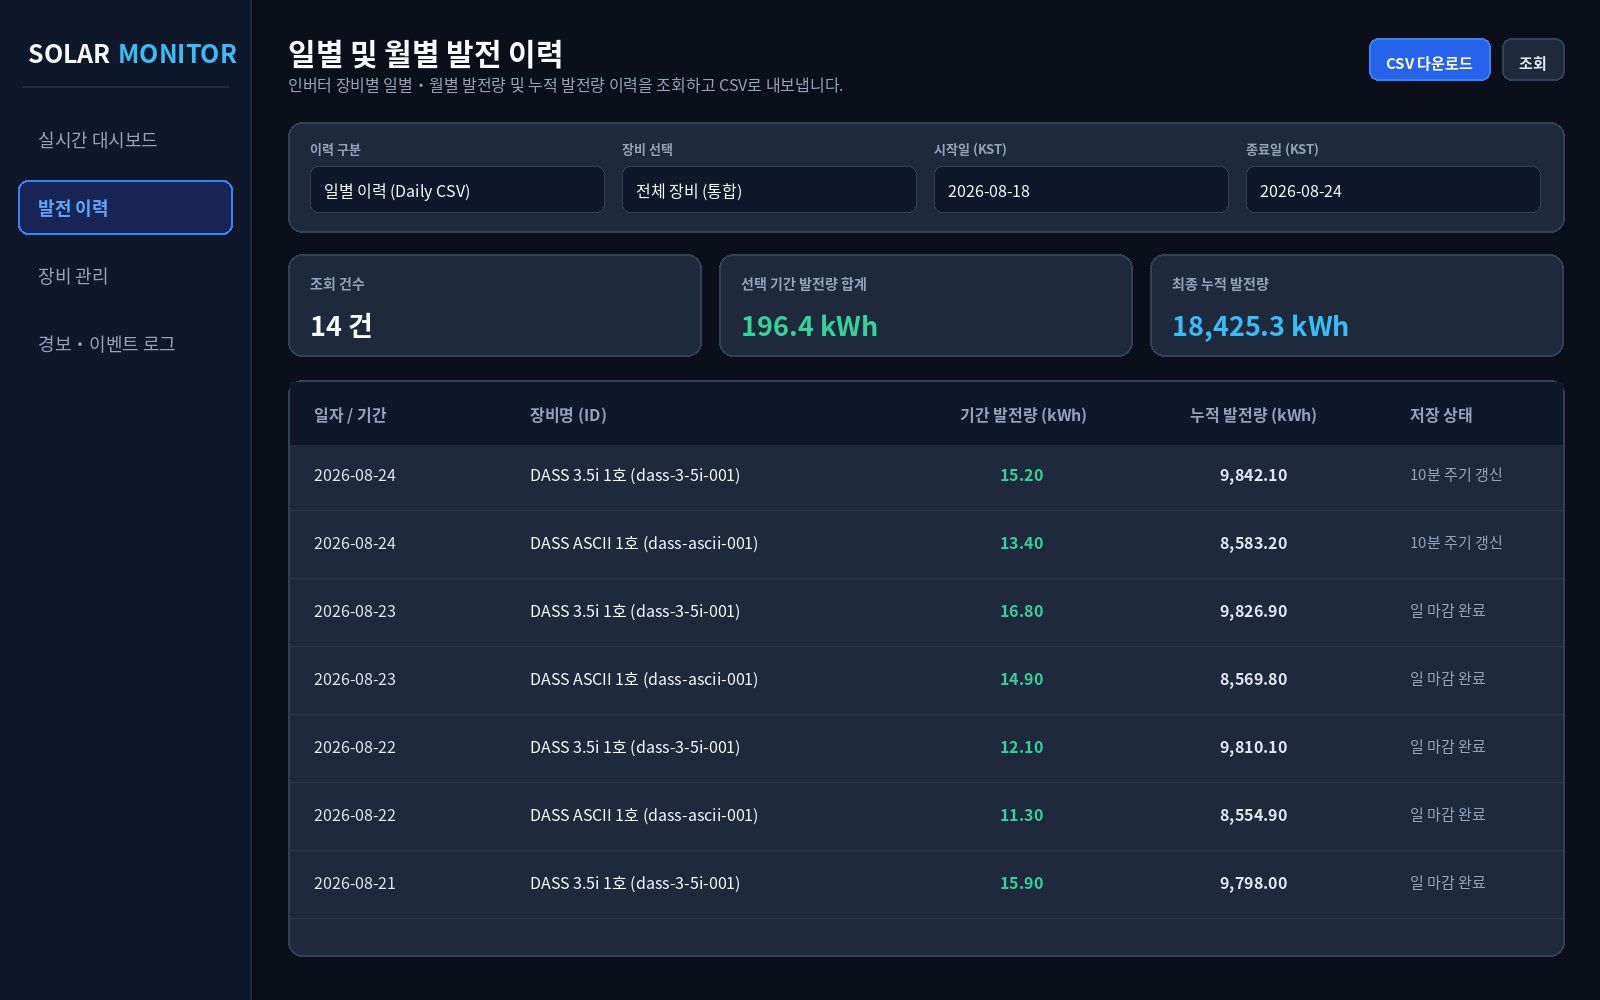 SOLAR MONITOR
실시간 대시보드
발전 이력
장비 관리
경보 • 이벤트 로그
일별 및 월별 발전 이력
인버터 장비별 일별 • 월별 발전량 및 누적 발전량 이력을 조회하고 CSV로 내보냅니다.
CSV 다운로드
조회
이력 구분
장비 선택
시작일 (KST)
종료일 (KST)
일별 이력 (Daily CSV)
전체 장비 (통합)
2026-08-18
2026-08-24
조회 건수
14 건
선택 기간 발전량 합계
196.4 kWh
최종 누적 발전량
18,425.3 kWh
일자 / 기간 장비명 (ID) 기간 발전량 (kWh) 누적 발전량 (kWh) 저장 상태
2026-08-24 DASS 3.5i 1호 (dass-3-5i-001) 15.20 9,842.10 10분 주기 갱신
2026-08-24 DASS ASCII 1호 (dass-ascii-001) 13.40 8,583.20 10분 주기 갱신
2026-08-23 DASS 3.5i 1호 (dass-3-5i-001) 16.80 9,826.90 일 마감 완료
2026-08-23 DASS ASCII 1호 (dass-ascii-001) 14.90 8,569.80 일 마감 완료
2026-08-22 DASS 3.5i 1호 (dass-3-5i-001) 12.10 9,810.10 일 마감 완료
2026-08-22 DASS ASCII 1호 (dass-ascii-001) 11.30 8,554.90 일 마감 완료
2026-08-21 DASS 3.5i 1호 (dass-3-5i-001) 15.90 9,798.00 일 마감 완료